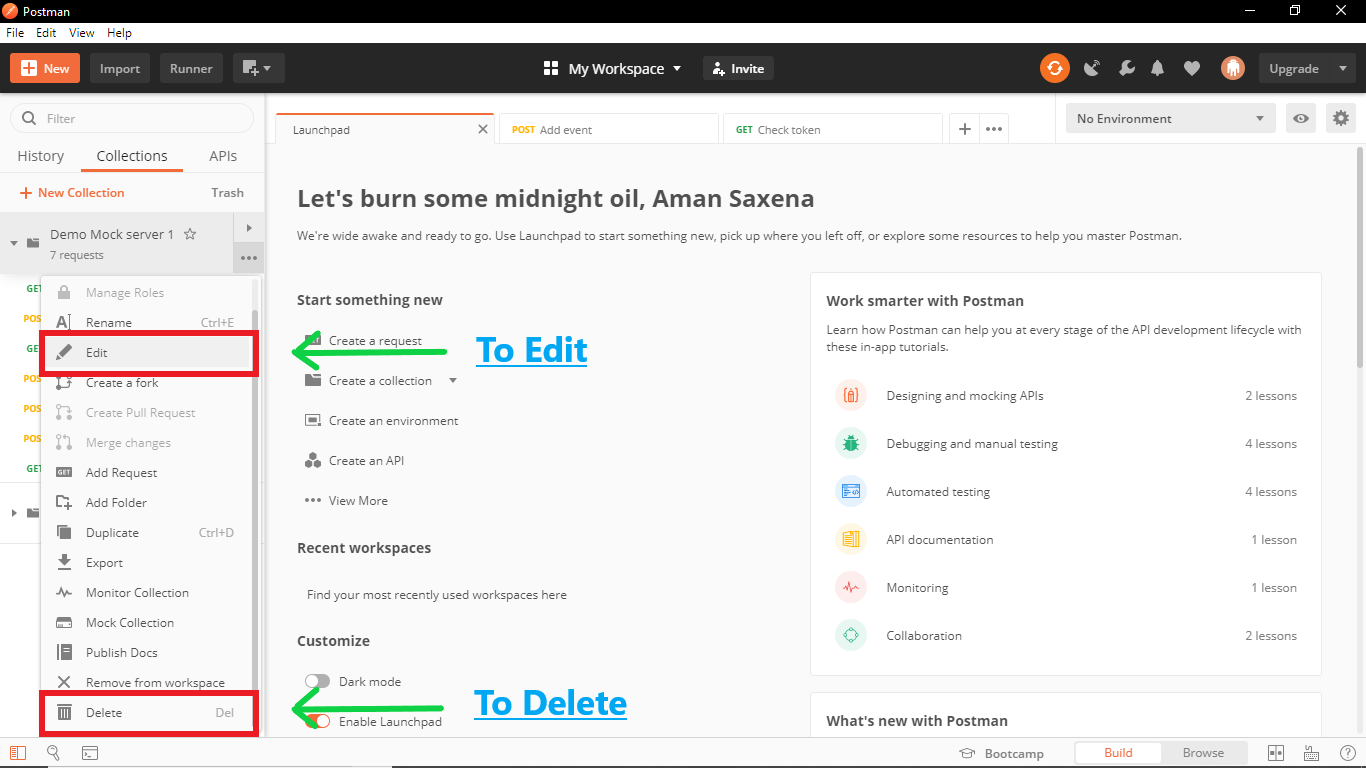 Postman
File Edit View Help
New Import Runner My Workspace Invite Upgrade
Filter
History Collections APIs
New Collection Trash
Demo Mock server 1
7 requests
GET
POS
GET
POS
POS
POS
GET
Manage Roles
Rename Ctrl+E
Edit
Create a fork
Create Pull Request
Merge changes
GET Add Request
Add Folder
Duplicate Ctrl+D
Export
Monitor Collection
Mock Collection
Publish Docs
Remove from workspace
Delete Del
Launchpad POST Add event GET Check token
No Environment
Let's burn some midnight oil, Aman Saxena
We're wide awake and ready to go. Use Launchpad to start something new, pick up where you left off, or explore some resources to help you master Postman.
Start something new
Create a request
To Edit
Create a collection
Create an environment
Create an API
View More
Recent workspaces
Find your most recently used workspaces here
Customize
Dark mode
To Delete
Enable Launchpad
Work smarter with Postman
Learn how Postman can help you at every stage of the API development lifecycle with
these in-app tutorials.
Designing and mocking APIs 2 lessons
Debugging and manual testing 4 lessons
Automated testing 4 lessons
API documentation 1 lesson
Monitoring 1 lesson
Collaboration 2 lessons
What's new with Postman
Bootcamp Build Browse